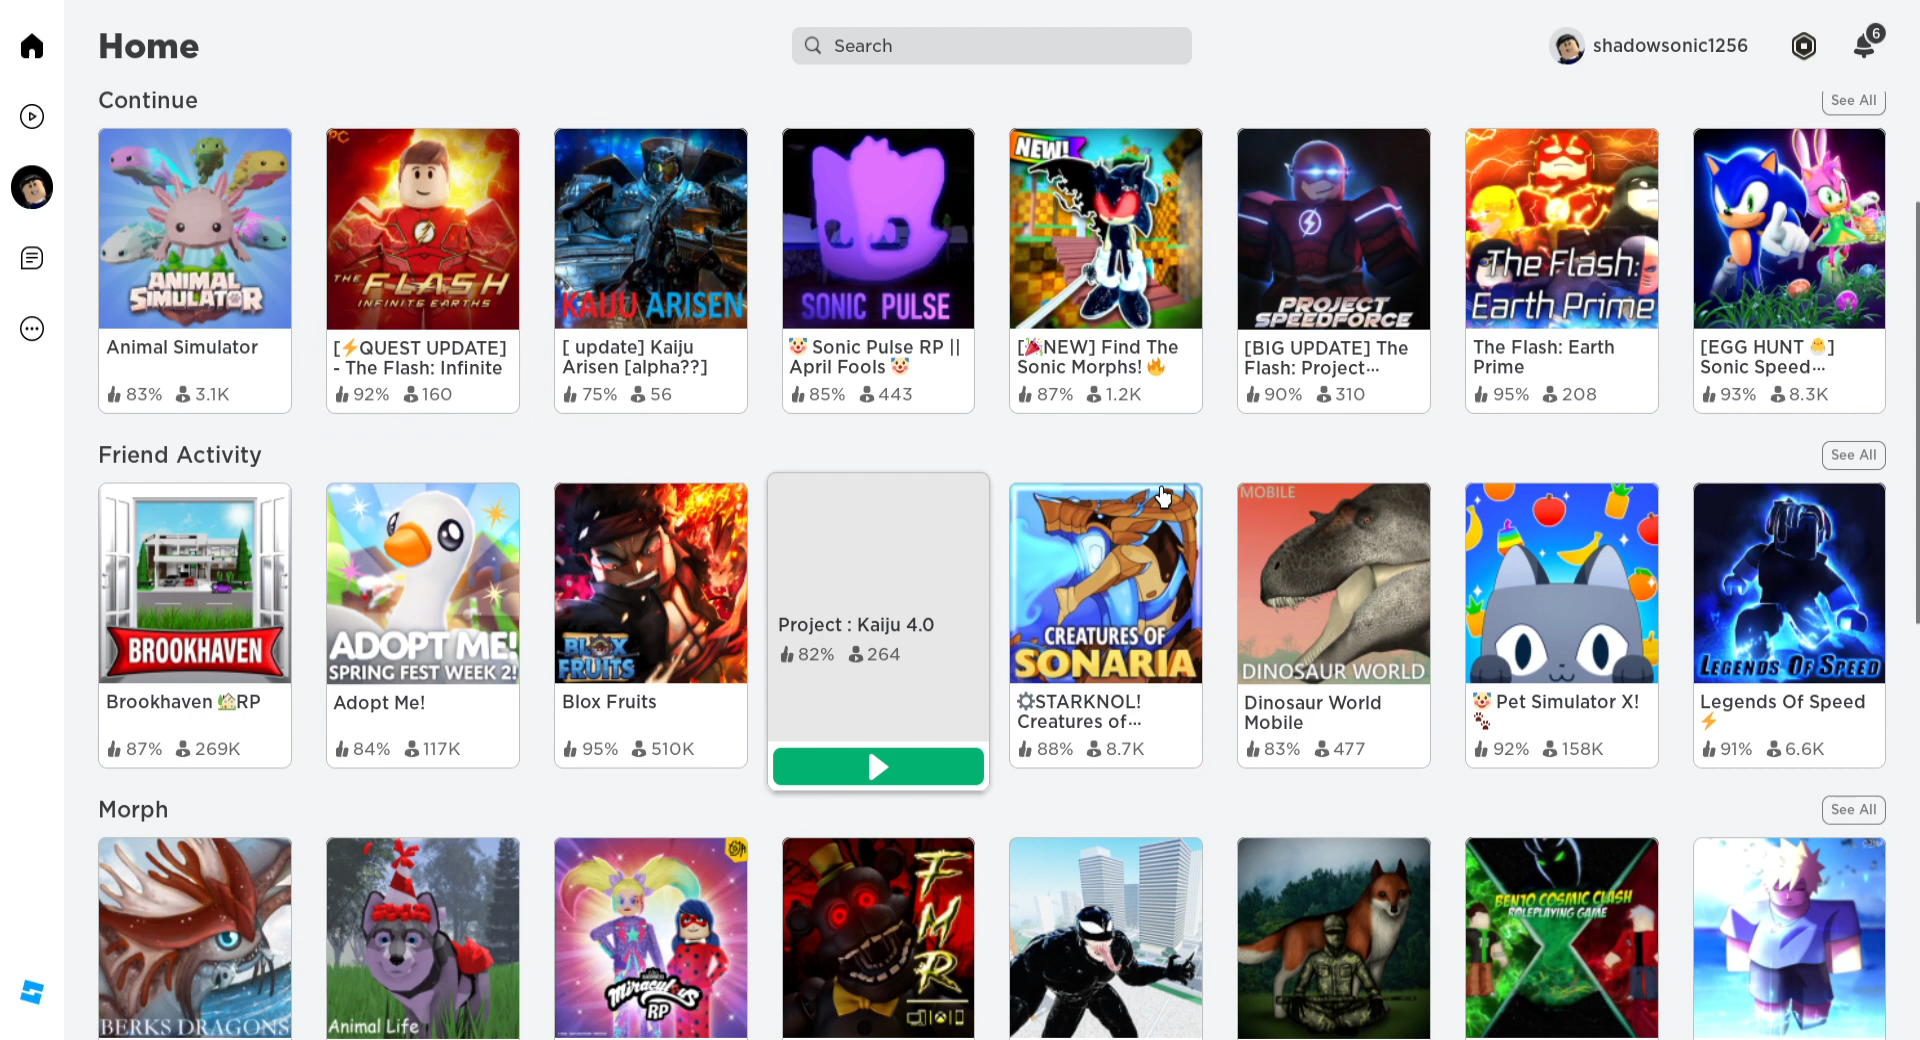 Home
Search
shadowsonic1256
6
Continue
See All
PC
NEW!
ANIMAL
SIMULATOR
THE FLASH
INFINITE EARTHS
KAIJU ARISEN
SONIC PULSE
PROJECT
SPEEDFORCE
The Flash:
Earth Prime
Animal Simulator
83% 3.1K
[⚡QUEST UPDATE]
- The Flash: Infinite
92% 160
[ update] Kaiju
Arisen [alpha??]
75% 56
🤡 Sonic Pulse RP ||
April Fools 🤡
85% 443
[🎉NEW] Find The
Sonic Morphs! 🔥
87% 1.2K
[BIG UPDATE] The
Flash: Project...
90% 310
The Flash: Earth
Prime
95% 208
[EGG HUNT 🐣]
Sonic Speed...
93% 8.3K
Friend Activity
See All
BROOKHAVEN
ADOPT ME!
SPRING FEST WEEK 2!
BLOX
FRUITS
Project : Kaiju 4.0
82% 264
CREATURES OF
SONARIA
MOBILE
DINOSAUR WORLD
LEGENDS OF SPEED
Brookhaven 🏡RP
87% 269K
Adopt Me!
84% 117K
Blox Fruits
95% 510K
⚙️STARKNOL!
Creatures of...
88% 8.7K
Dinosaur World
Mobile
83% 477
🤡 Pet Simulator X!
🐾
92% 158K
Legends Of Speed
⚡
91% 6.6K
Morph
See All
BERKS DRAGONS
Animal Life
Miraculous
RP
FMR
BEN10 COSMIC CLASH
ROLEPLAYING GAME